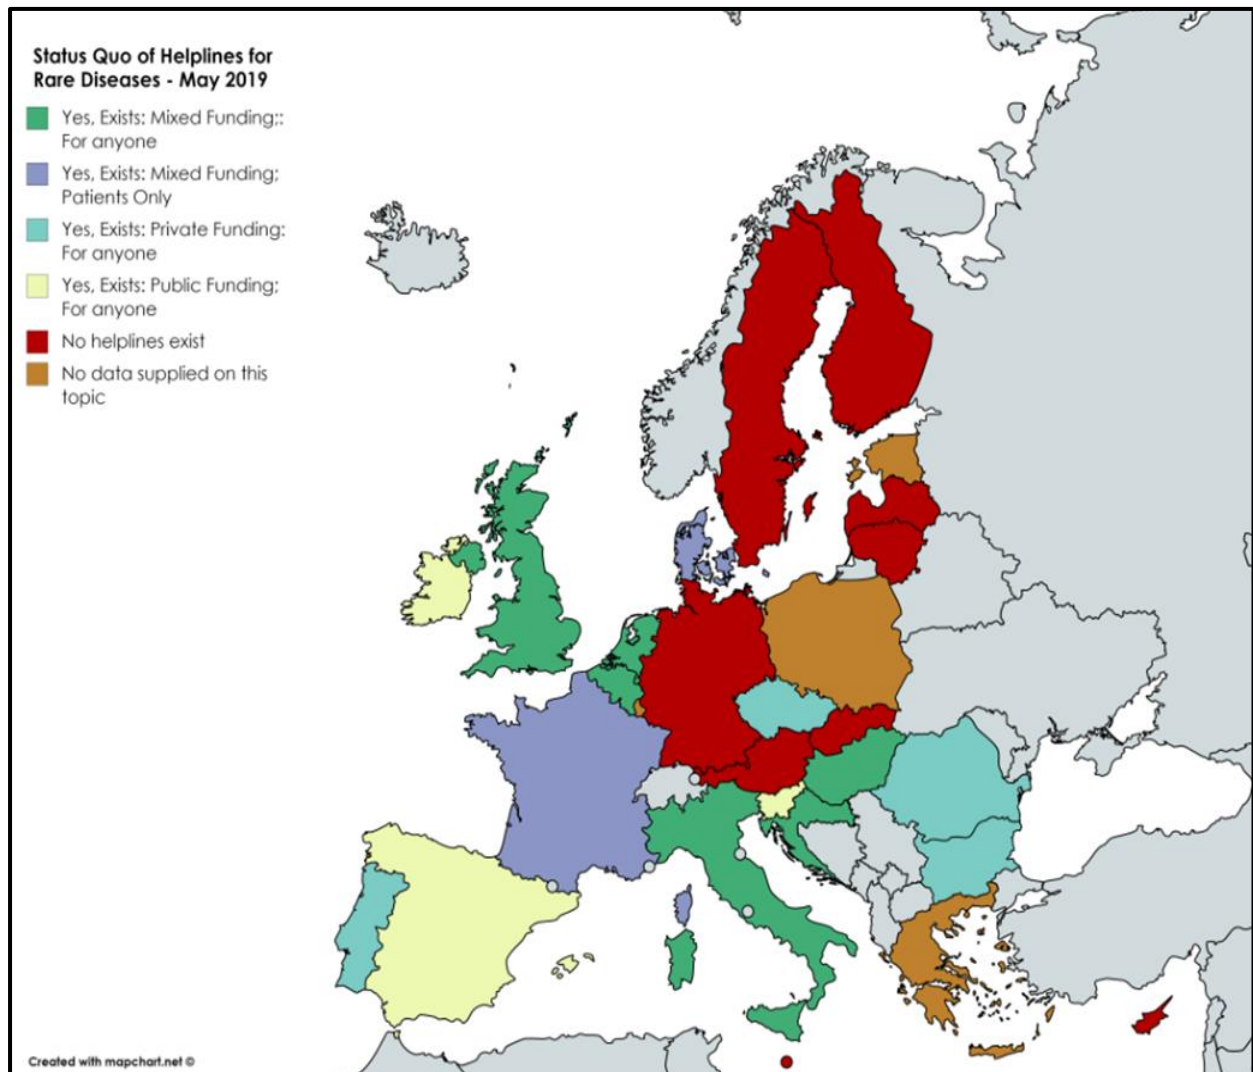 Status Quo of Helplines for
Rare Diseases - May 2019
Yes, Exists: Mixed Funding;:
For anyone
Yes, Exists: Mixed Funding;
Patients Only
Yes, Exists: Private Funding:
For anyone
Yes, Exists: Public Funding;
For anyone
No helplines exist
No data supplied on this
topic
Created with mapchart.net ©